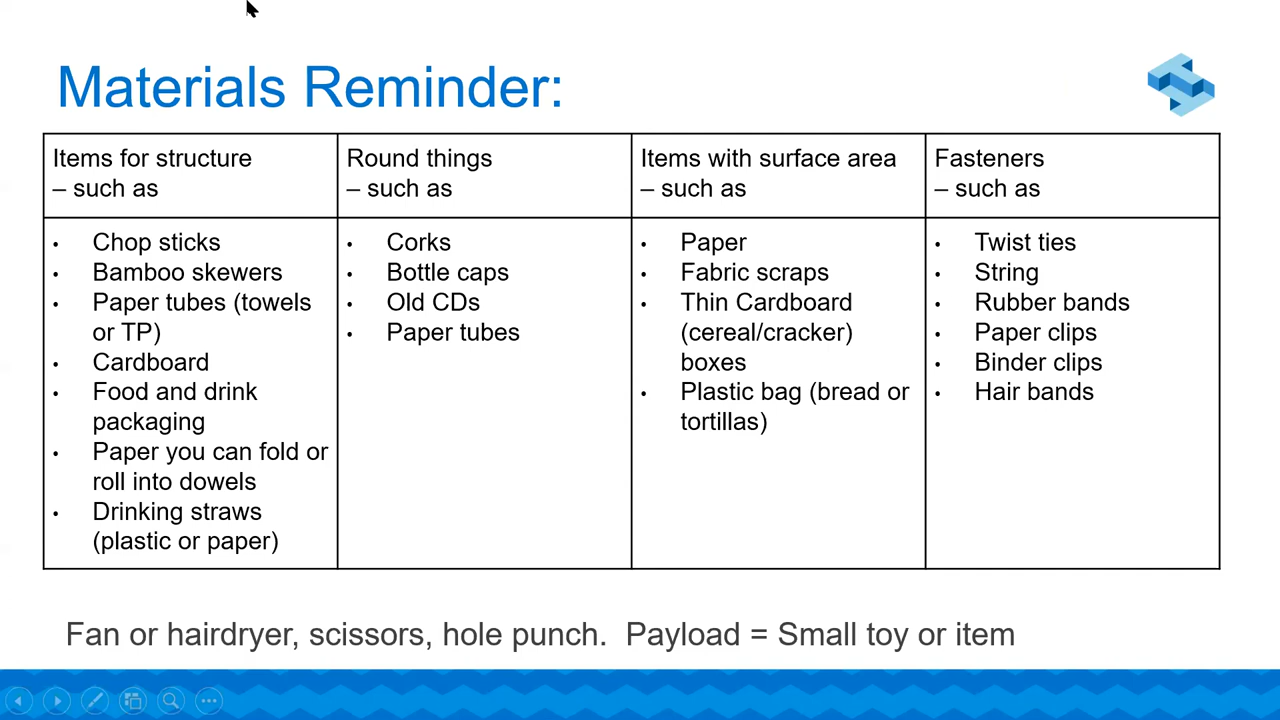 Materials Reminder:
Items for structure
– such as
Round things
– such as
Items with surface area
– such as
Fasteners
– such as
• Chop sticks
• Bamboo skewers
• Paper tubes (towels
or TP)
• Cardboard
• Food and drink
packaging
• Paper you can fold or
roll into dowels
• Drinking straws
(plastic or paper)
• Corks
• Bottle caps
• Old CDs
• Paper tubes
• Paper
• Fabric scraps
• Thin Cardboard
(cereal/cracker)
boxes
• Plastic bag (bread or
tortillas)
• Twist ties
• String
• Rubber bands
• Paper clips
• Binder clips
• Hair bands
Fan or hairdryer, scissors, hole punch.  Payload = Small toy or item